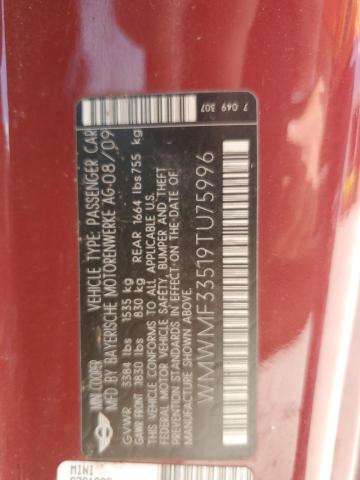 MINI COOPER VEHICLE TYPE: PASSENGER CAR
MFD BY BAYERISCHE MOTORENWERKE AG-08/09
GVWR 3384 lbs 1535 kg
GAWR FRONT 1830 lbs 830 kg REAR 1664 lbs 755 kg
THIS VEHICLE CONFORMS TO ALL APPLICABLE U.S.
FEDERAL MOTOR VEHICLE SAFETY, BUMPER AND THEFT
PREVENTION STANDARDS IN EFFECT ON THE DATE OF
MANUFACTURE SHOWN ABOVE.
WMWMF33519TU75996
7 049 307
MINI